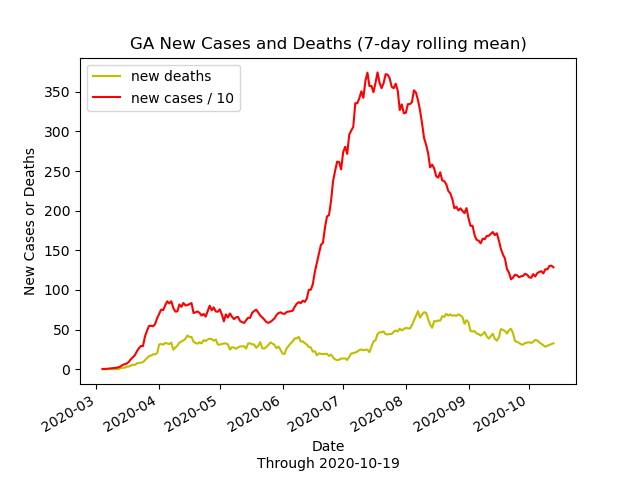 GA New Cases and Deaths (7-day rolling mean)
new deaths
new cases / 10
New Cases or Deaths
350
300
250
200
150
100
50
0
2020-03
2020-04
2020-05
2020-06
2020-07
2020-08
2020-09
2020-10
Date
Through 2020-10-19